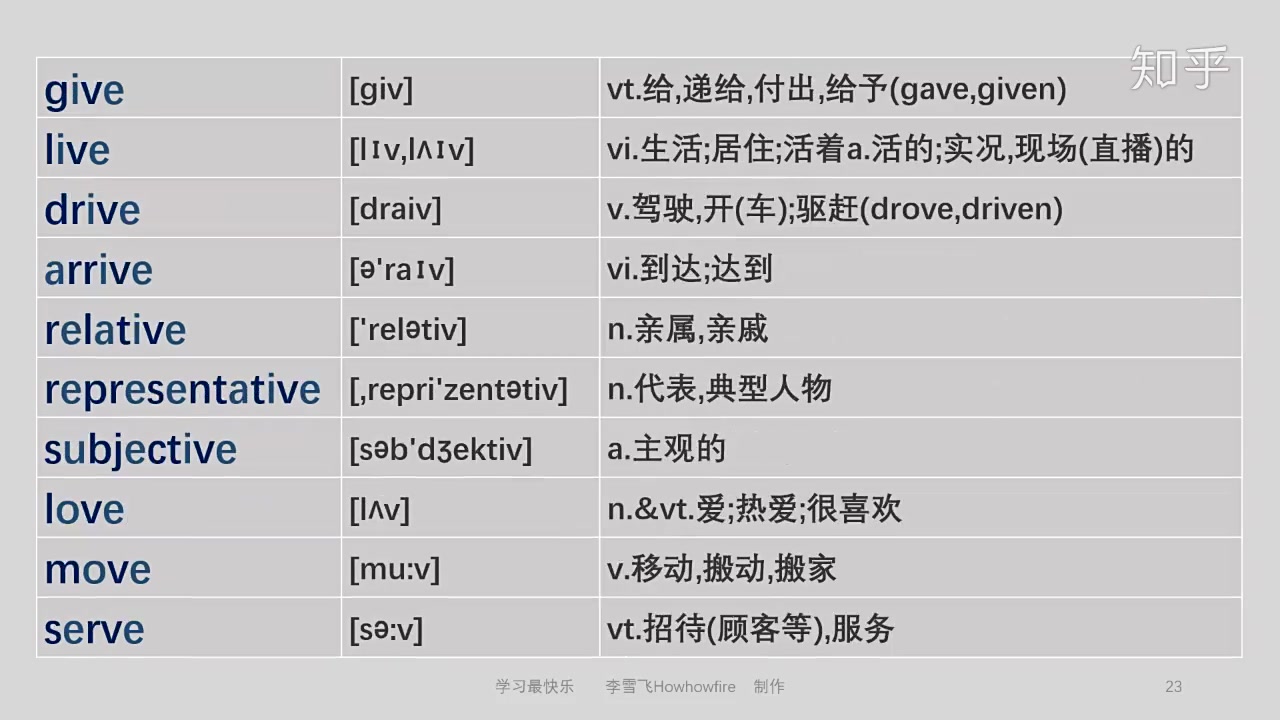 知乎
give [giv] vt.给,递给,付出,给予(gave,given)
live [lɪv,lʌɪv] vi.生活;居住;活着a.活的;实况,现场(直播)的
drive [draiv] v.驾驶,开(车);驱赶(drove,driven)
arrive [ə'raɪv] vi.到达;达到
relative ['relətiv] n.亲属,亲戚
representative [,repri'zentətiv] n.代表,典型人物
subjective [səb'dʒektiv] a.主观的
love [lʌv] n.&vt.爱;热爱;很喜欢
move [mu:v] v.移动,搬动,搬家
serve [sə:v] vt.招待(顾客等),服务
学习最快乐 李雪飞Howhowfire 制作 23